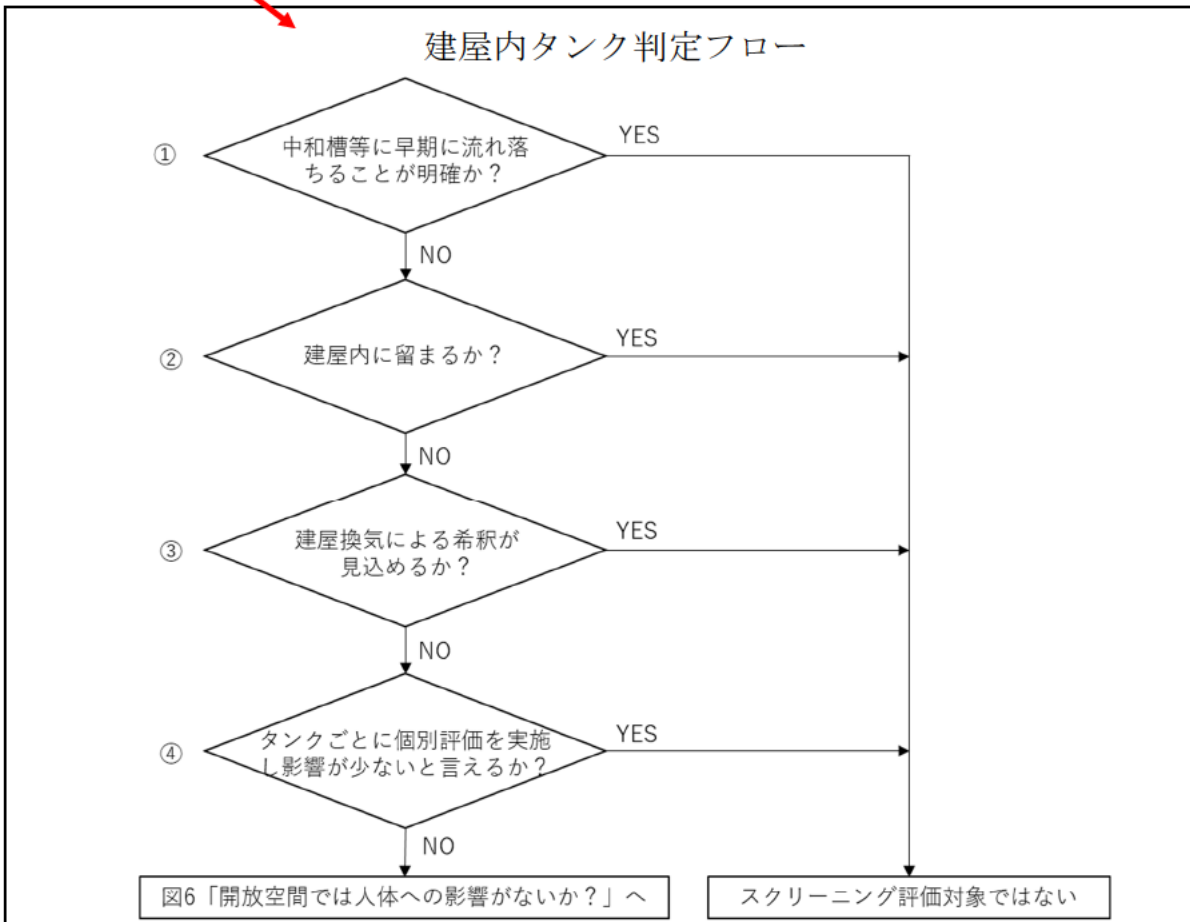 建屋内タンク判定フロー
①
中和槽等に早期に流れ落
ちることが明確か？
YES
NO
②
建屋内に留まるか？
YES
NO
③
建屋換気による希釈が
見込めるか？
YES
NO
④
タンクごとに個別評価を実施
し影響が少ないと言えるか？
YES
NO
図6「開放空間では人体への影響がないか？」へ
スクリーニング評価対象ではない